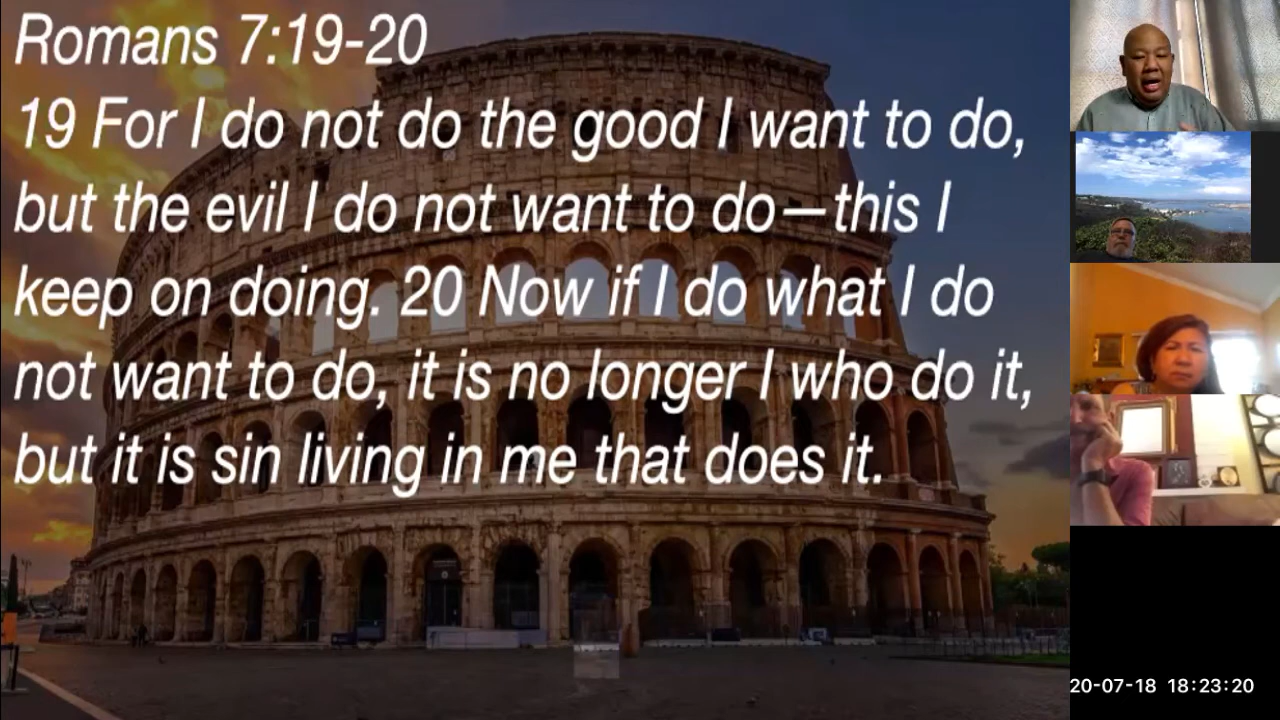 Romans 7:19-20
19 For I do not do the good I want to do,
but the evil I do not want to do—this I
keep on doing. 20 Now if I do what I do
not want to do, it is no longer I who do it,
but it is sin living in me that does it.
20-07-18 18:23:20